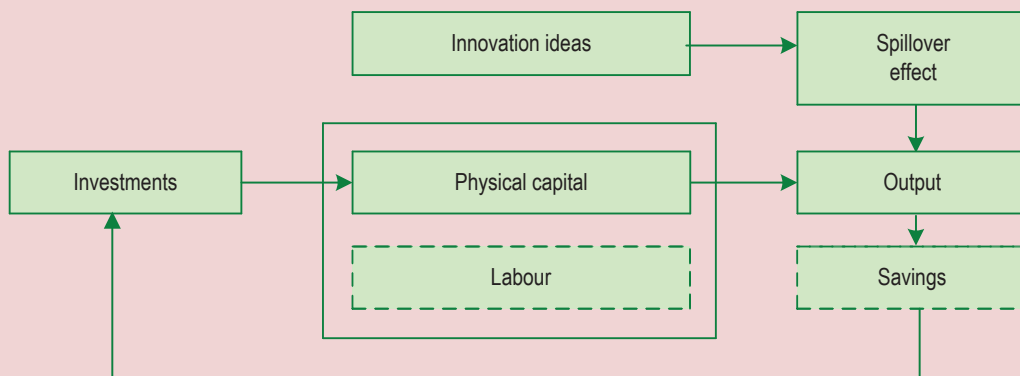 Innovation ideas
Spillover
effect
Investments
Physical capital
Output
Labour
Savings